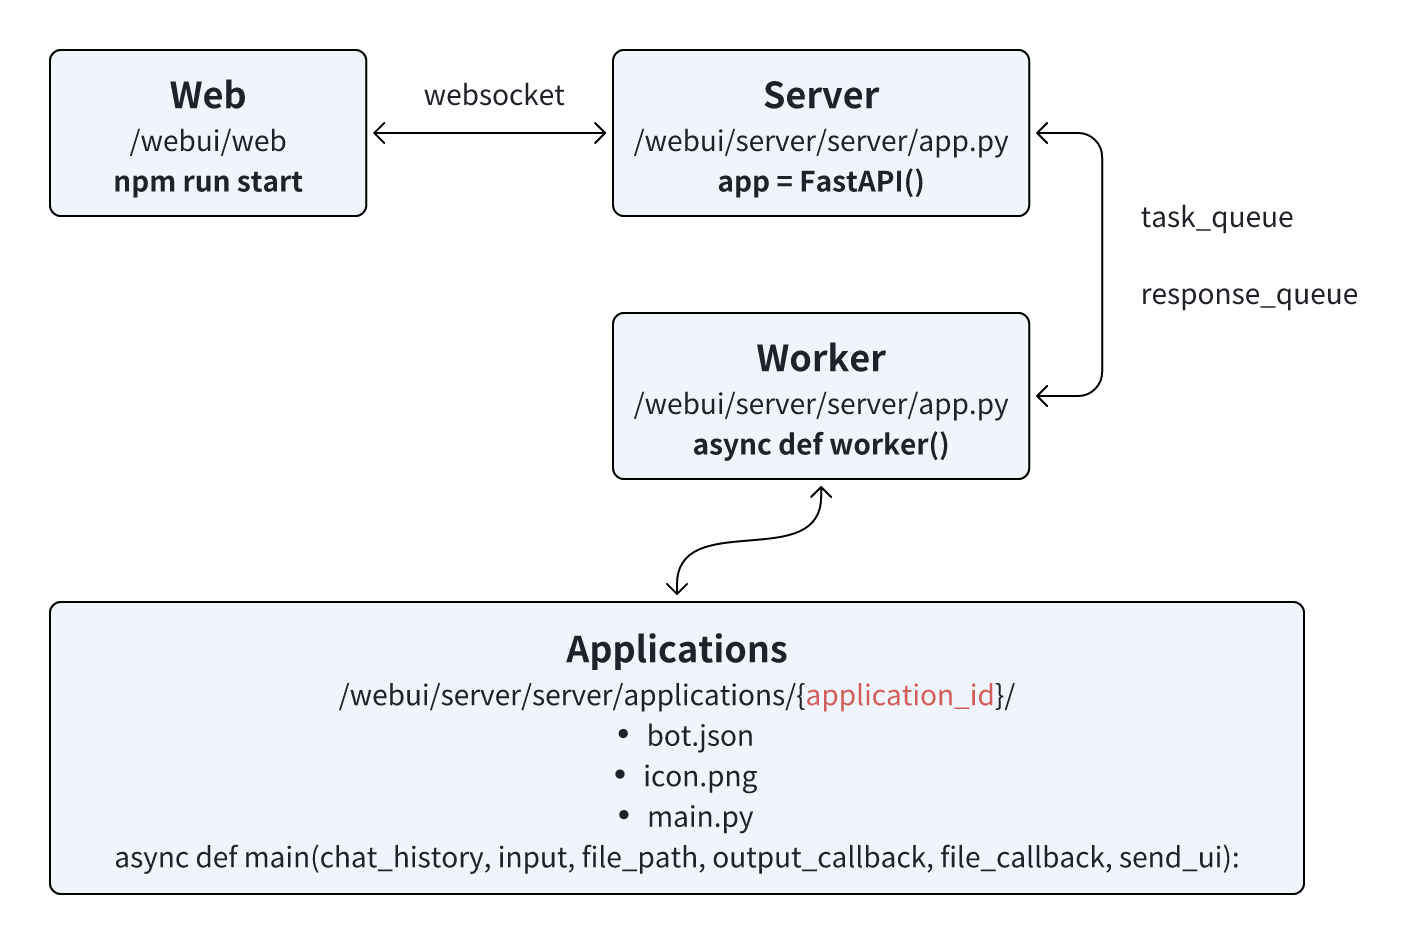 Web
/webui/web
npm run start
websocket
Server
/webui/server/server/app.py
app = FastAPI()
task_queue
response_queue
Worker
/webui/server/server/app.py
async def worker()
Applications
/webui/server/server/applications/{application_id}/
• bot.json
• icon.png
• main.py
async def main(chat_history, input, file_path, output_callback, file_callback, send_ui):